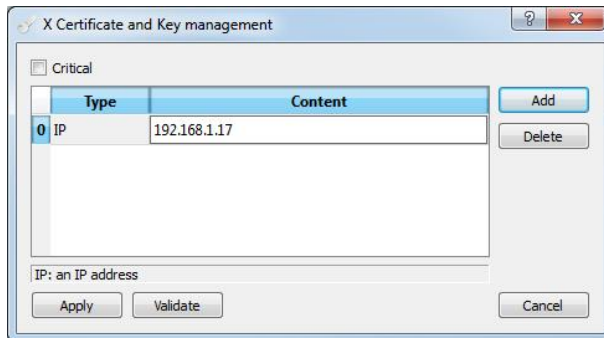 X Certificate and Key management
Critical
Type Content
Add
0 IP 192.168.1.17
Delete
IP: an IP address
Apply Validate Cancel